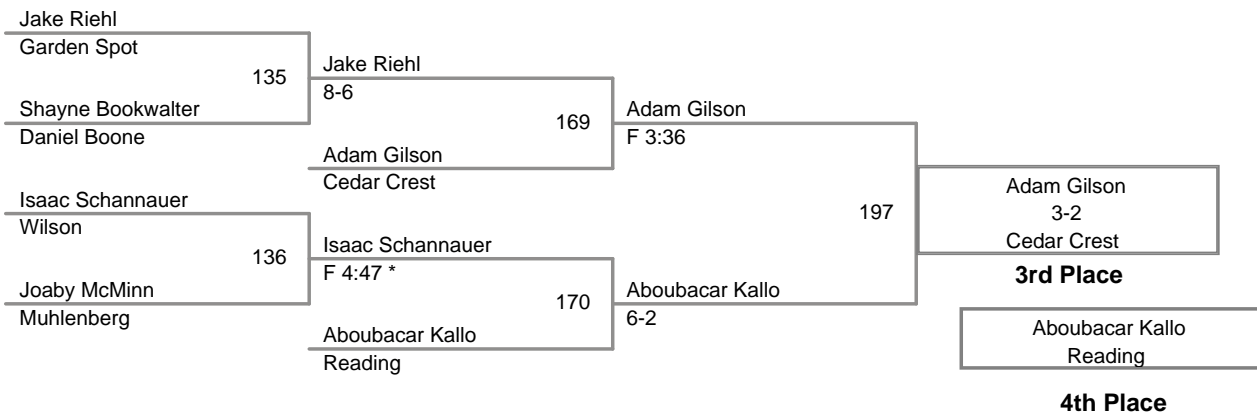 Jake Riehl
Garden Spot
135
Shayne Bookwalter
Daniel Boone
Isaac Schannauer
Wilson
136
Joaby McMinn
Muhlenberg
Jake Riehl
8-6
169
Adam Gilson
Cedar Crest
Isaac Schannauer
F 4:47 *
170
Aboubacar Kallo
Reading
Adam Gilson
F 3:36
197
Aboubacar Kallo
6-2
Adam Gilson
3-2
Cedar Crest
3rd Place
Aboubacar Kallo
Reading
4th Place